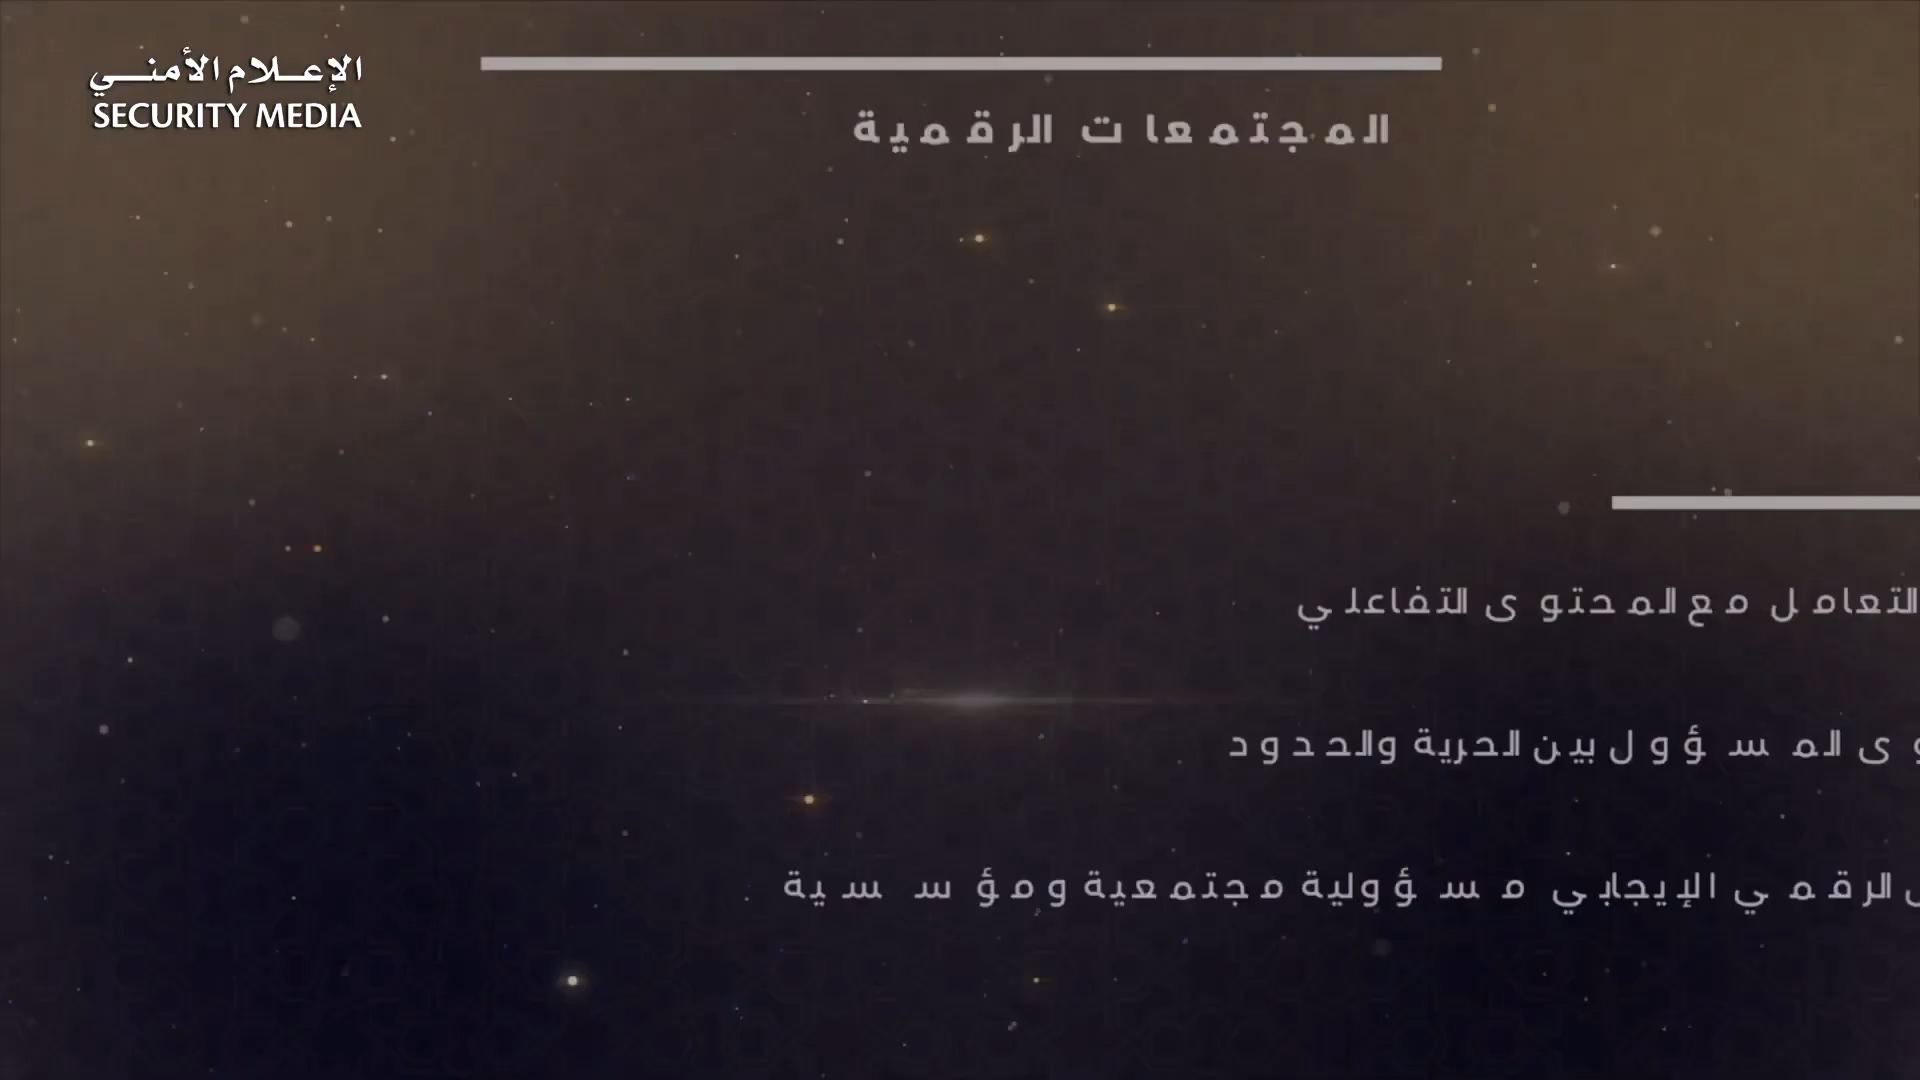 الإعلام الأمني
SECURITY MEDIA
المجتمعات الرقمية
التعامل مع المحتوى التفاعلي
المسؤول بين الحرية والحدود
الرقمي الإيجابي مسؤولية مجتمعية ومؤسسية